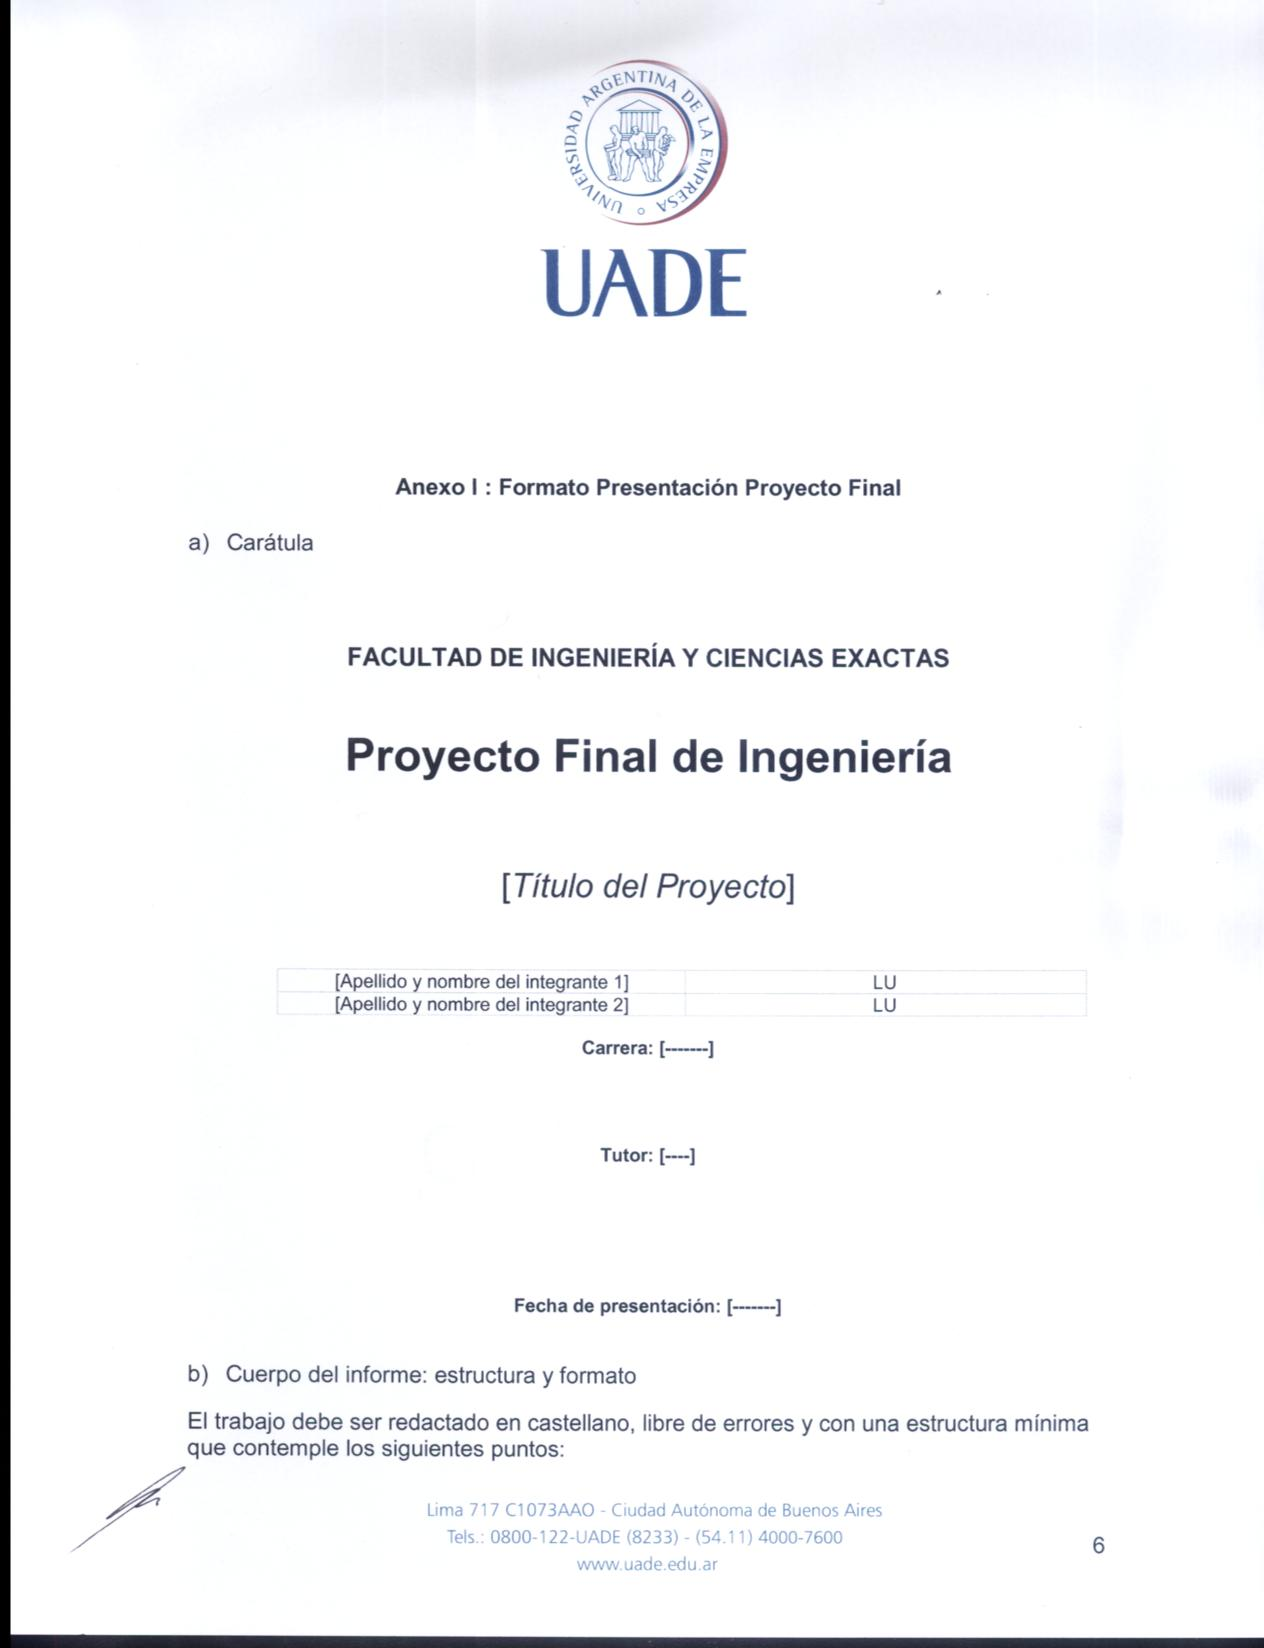 UNIVERSIDAD ARGENTINA DE LA EMPRESA
UADE
Anexo I : Formato Presentación Proyecto Final
a) Carátula
FACULTAD DE INGENIERÍA Y CIENCIAS EXACTAS
Proyecto Final de Ingeniería
[Título del Proyecto]
[Apellido y nombre del integrante 1] LU
[Apellido y nombre del integrante 2] LU
Carrera: [-------]
Tutor: [----]
Fecha de presentación: [-------]
b) Cuerpo del informe: estructura y formato
El trabajo debe ser redactado en castellano, libre de errores y con una estructura mínima
que contemple los siguientes puntos:
Lima 717 C1073AAO - Ciudad Autónoma de Buenos Aires
Tels.: 0800-122-UADE (8233) - (54.11) 4000-7600
www.uade.edu.ar
6